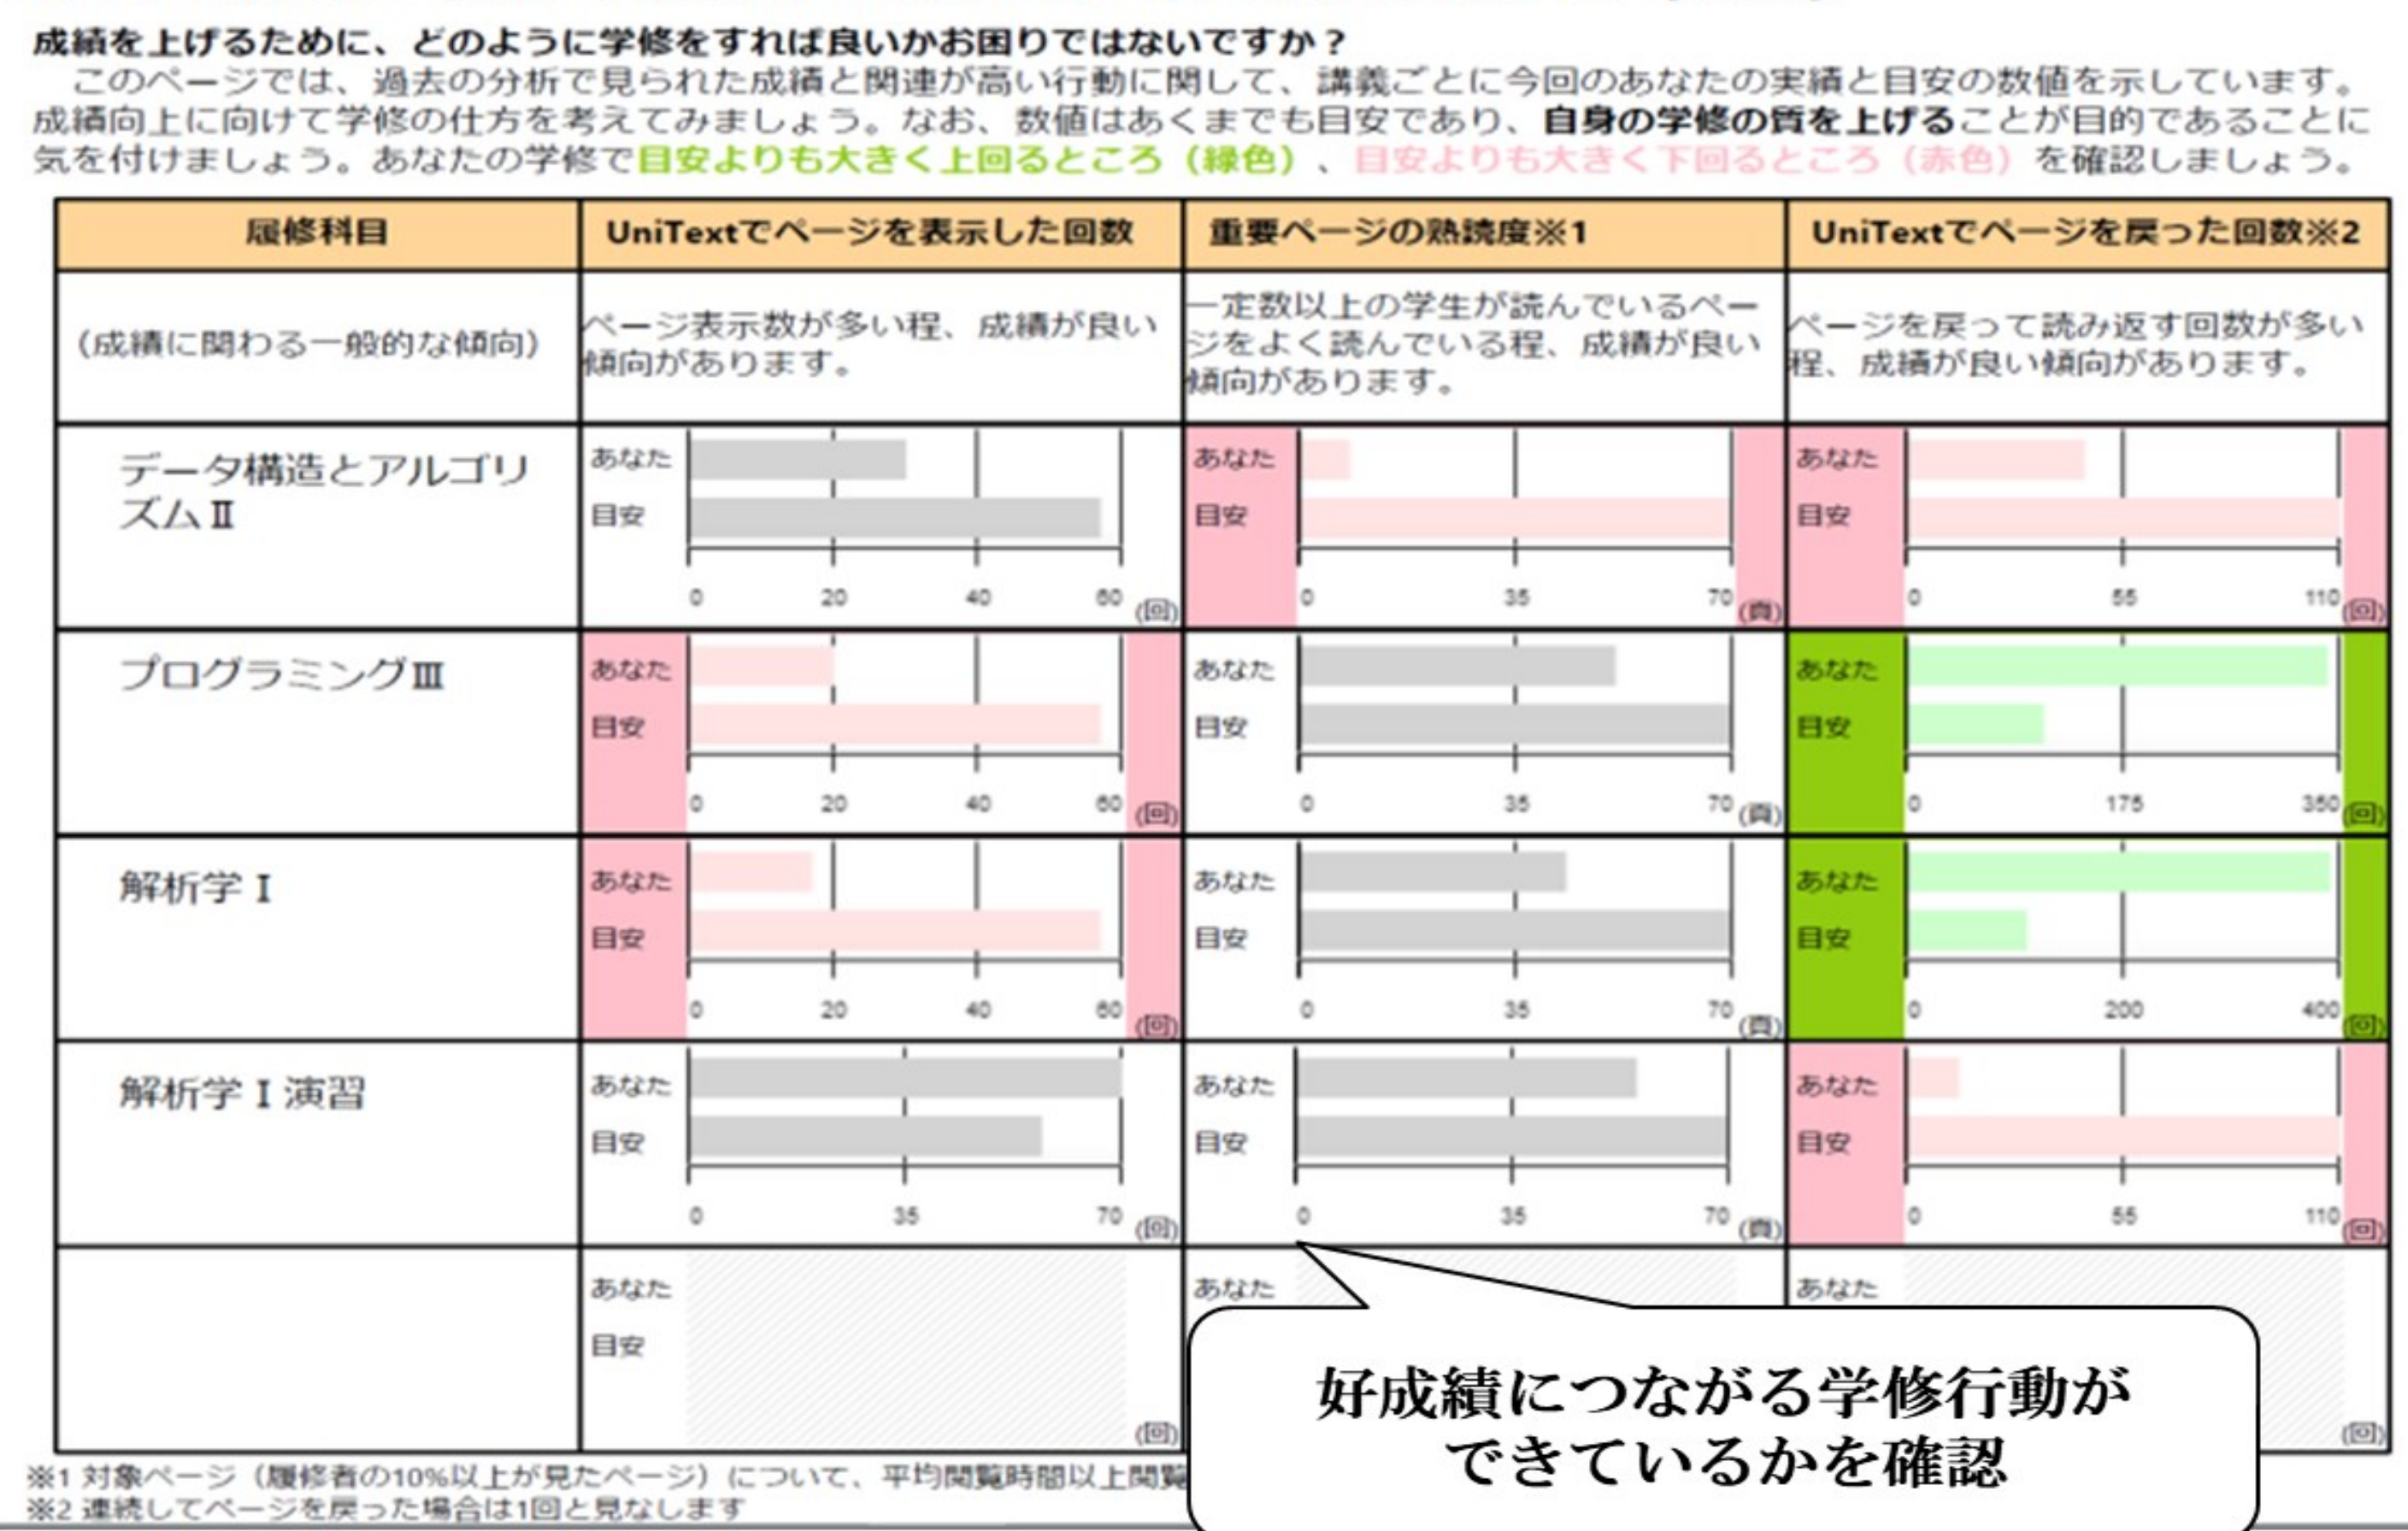 成績を上げるために、どのように学修をすれば良いかお困りではないですか？
このページでは、過去の分析で見られた成績と関連が高い行動に関して、講義ごとに今回のあなたの実績と目安の数値を示しています。
成績向上に向けて学修の仕方を考えてみましょう。なお、数値はあくまでも目安であり、自身の学修の質を上げることが目的であることに
気を付けましょう。あなたの学修で目安よりも大きく上回るところ（緑色）、目安よりも大きく下回るところ（赤色）を確認しましょう。
履修科目 UniTextでページを表示した回数 重要ページの熟読度※1 UniTextでページを戻った回数※2
（成績に関わる一般的な傾向）
ページ表示数が多い程、成績が良い
傾向があります。
一定数以上の学生が読んでいるペー
ジをよく読んでいる程、成績が良い
傾向があります。
ページを戻って読み返す回数が多い
程、成績が良い傾向があります。
データ構造とアルゴリ
ズムⅡ
あなた あなた あなた
目安 目安 目安
0 20 40 60 (回) 0 35 70 (頁) 0 55 110 (回)
プログラミングⅢ
あなた あなた あなた
目安 目安 目安
0 20 40 60 (回) 0 35 70 (頁) 0 175 350 (回)
解析学Ⅰ
あなた あなた あなた
目安 目安 目安
0 20 40 60 (回) 0 35 70 (頁) 0 200 400 (回)
解析学Ⅰ演習
あなた あなた あなた
目安 目安 目安
0 35 70 (回) 0 35 70 (頁) 0 55 110 (回)
あなた あなた あなた
目安
(回) (回)
好成績につながる学修行動が
できているかを確認
※1 対象ページ（履修者の10%以上が見たページ）について、平均閲覧時間以上閲覧
※2 連続してページを戻った場合は1回と見なします